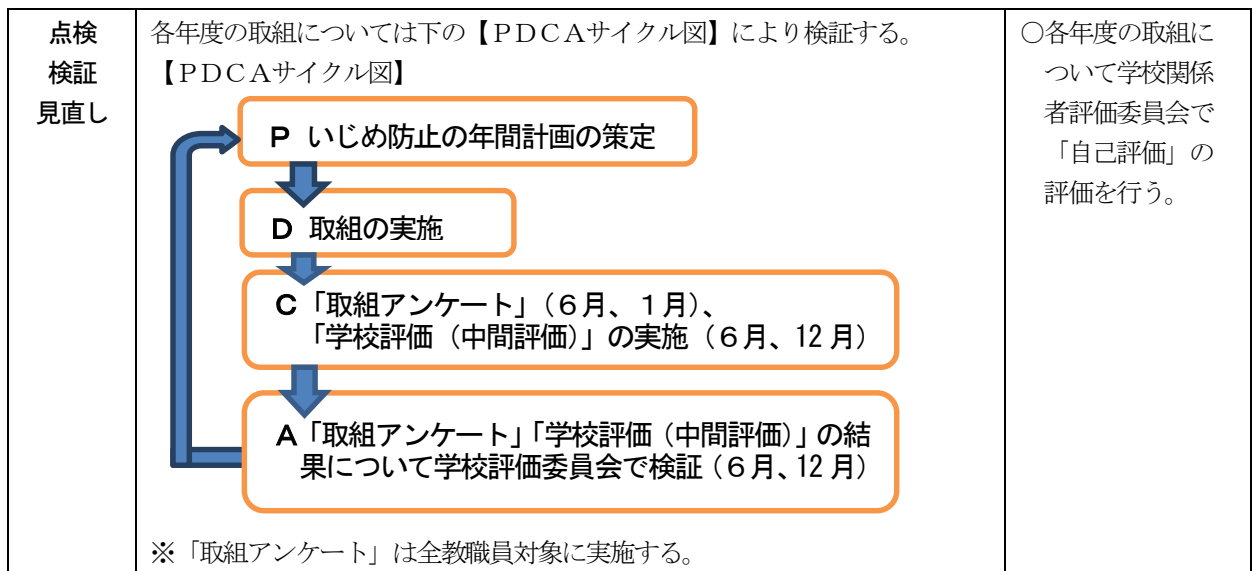 点検
検証
見直し
各年度の取組については下の【ＰＤＣＡサイクル図】により検証する。
【ＰＤＣＡサイクル図】
Ｐ いじめ防止の年間計画の策定
Ｄ 取組の実施
Ｃ「取組アンケート」（６月、１月）、
「学校評価（中間評価）」の実施（６月、12月）
Ａ「取組アンケート」「学校評価（中間評価）」の結
果について学校評価委員会で検証（６月、12月）
※「取組アンケート」は全教職員対象に実施する。
○各年度の取組に
ついて学校関係
者評価委員会で
「自己評価」の
評価を行う。